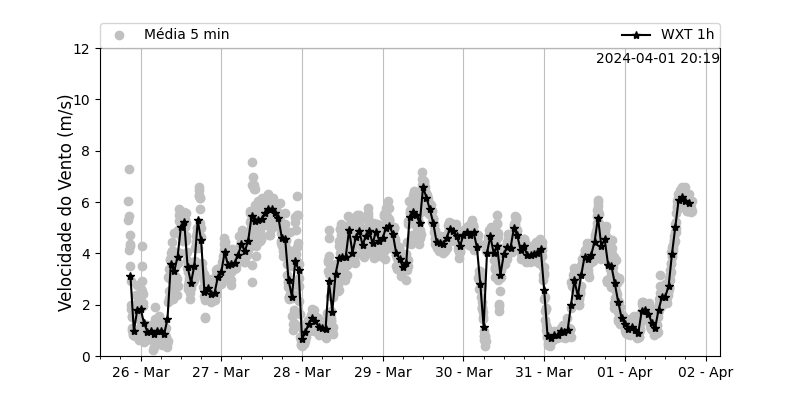 Média 5 min
WXT 1h
2024-04-01 20:19
Velocidade do Vento (m/s)
12
10
8
6
4
2
0
26 - Mar
27 - Mar
28 - Mar
29 - Mar
30 - Mar
31 - Mar
01 - Apr
02 - Apr